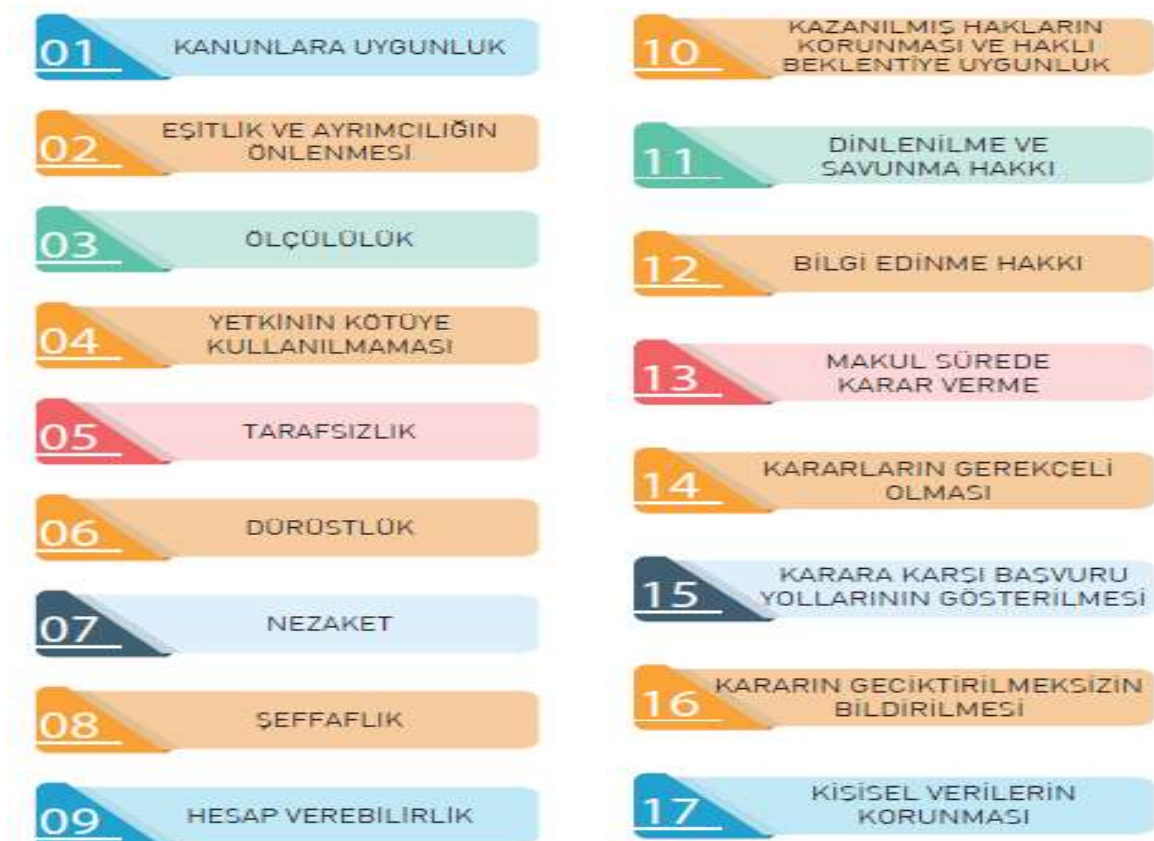 01 KANUNLARA UYGUNLUK
02 EŞİTLİK VE AYRIMCILIĞIN
ÖNLENMESİ
03 ÖLÇÜLÜLÜK
04 YETKİNİN KÖTÜYE
KULLANILMAMASI
05 TARAFSIZLIK
06 DÜRÜSTLÜK
07 NEZAKET
08 ŞEFFAFLIK
09 HESAP VEREBİLİRLİK
10 KAZANILMIŞ HAKLARIN
KORUNMASI VE HAKLI
BEKLENTİYE UYGUNLUK
11 DİNLENİLME VE
SAVUNMA HAKKI
12 BİLGİ EDİNME HAKKI
13 MAKUL SÜREDE
KARAR VERME
14 KARARLARIN GEREKÇELİ
OLMASI
15 KARARA KARŞI BAŞVURU
YOLLARININ GÖSTERİLMESİ
16 KARARIN GECİKTİRİLMEKSİZİN
BİLDİRİLMESİ
17 KİŞİSEL VERİLERİN
KORUNMASI